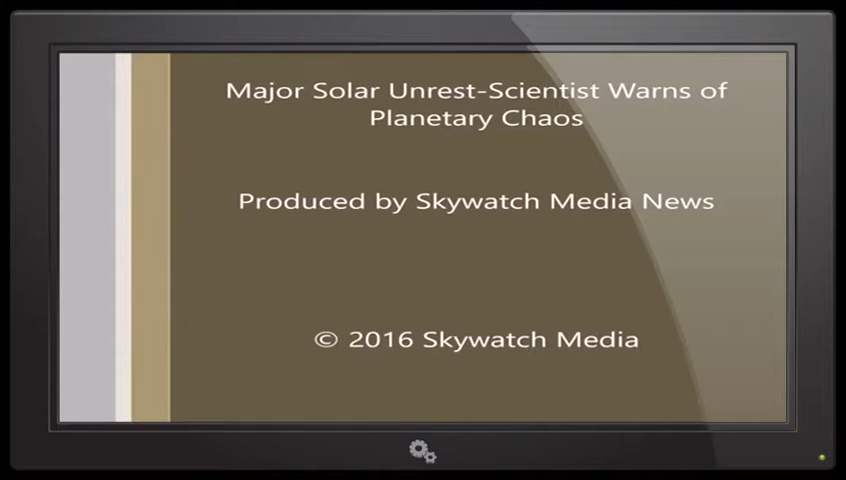 Major Solar Unrest-Scientist Warns of
Planetary Chaos
Produced by Skywatch Media News
© 2016 Skywatch Media